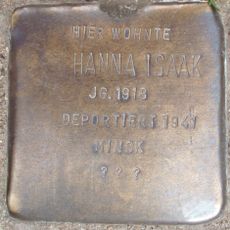 HIER WOHNTE
HANNA ISAAK
JG. 1918
DEPORTIERT 1941
MINSK
? ? ?